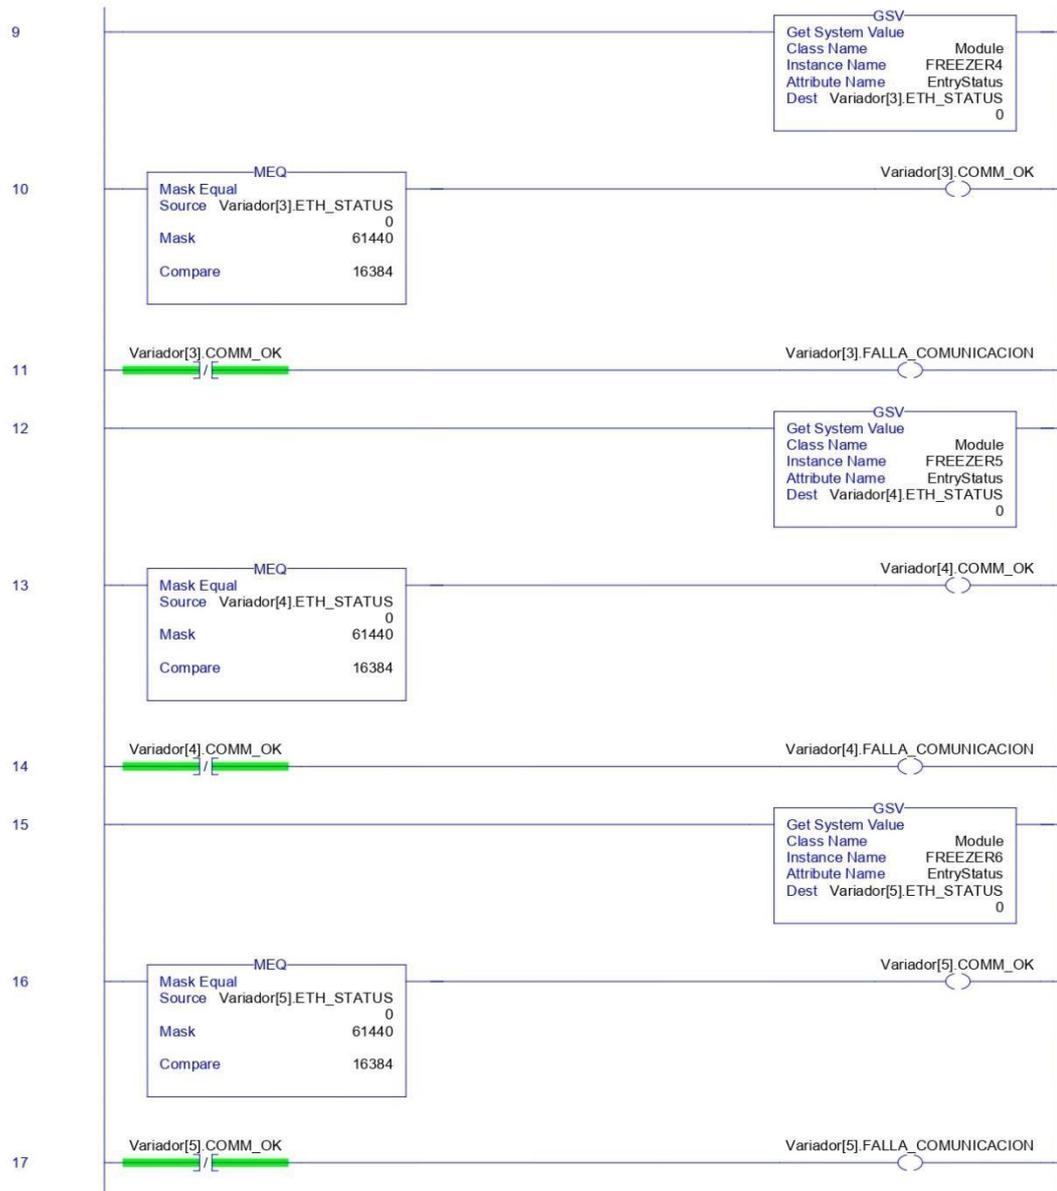 9
GSV
Get System Value
Class Name Module
Instance Name FREEZER4
Attribute Name EntryStatus
Dest Variador[3].ETH_STATUS
0
10
MEQ
Mask Equal
Source Variador[3].ETH_STATUS
0
Mask 61440
Compare 16384
Variador[3].COMM_OK
11
Variador[3].COMM_OK
Variador[3].FALLA_COMUNICACION
12
GSV
Get System Value
Class Name Module
Instance Name FREEZER5
Attribute Name EntryStatus
Dest Variador[4].ETH_STATUS
0
13
MEQ
Mask Equal
Source Variador[4].ETH_STATUS
0
Mask 61440
Compare 16384
Variador[4].COMM_OK
14
Variador[4].COMM_OK
Variador[4].FALLA_COMUNICACION
15
GSV
Get System Value
Class Name Module
Instance Name FREEZER6
Attribute Name EntryStatus
Dest Variador[5].ETH_STATUS
0
16
MEQ
Mask Equal
Source Variador[5].ETH_STATUS
0
Mask 61440
Compare 16384
Variador[5].COMM_OK
17
Variador[5].COMM_OK
Variador[5].FALLA_COMUNICACION